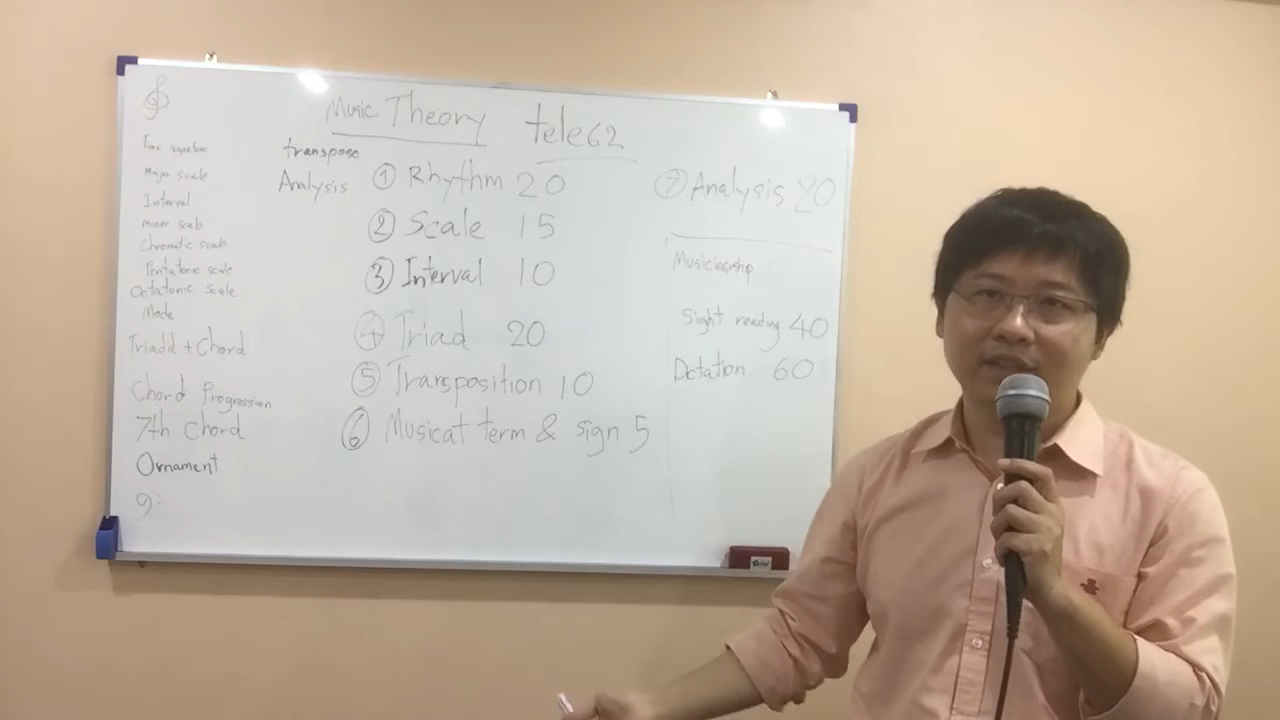 Music Theory tele62
Time signature
Major scale
Interval
Minor scale
Chromatic scale
Pentatonic scale
Octatonic scale
Mode
Triadd + Chord
Chord Progression
7th Chord
Ornament
9:
transpose
Analysis
① Rhythm 20
② Scale 15
③ Interval 10
④ Triad 20
⑤ Transposition 10
⑥ Musical term & sign 5
⑦ Analysis 20
Musicianship
Sight reading 40
Dictation 60